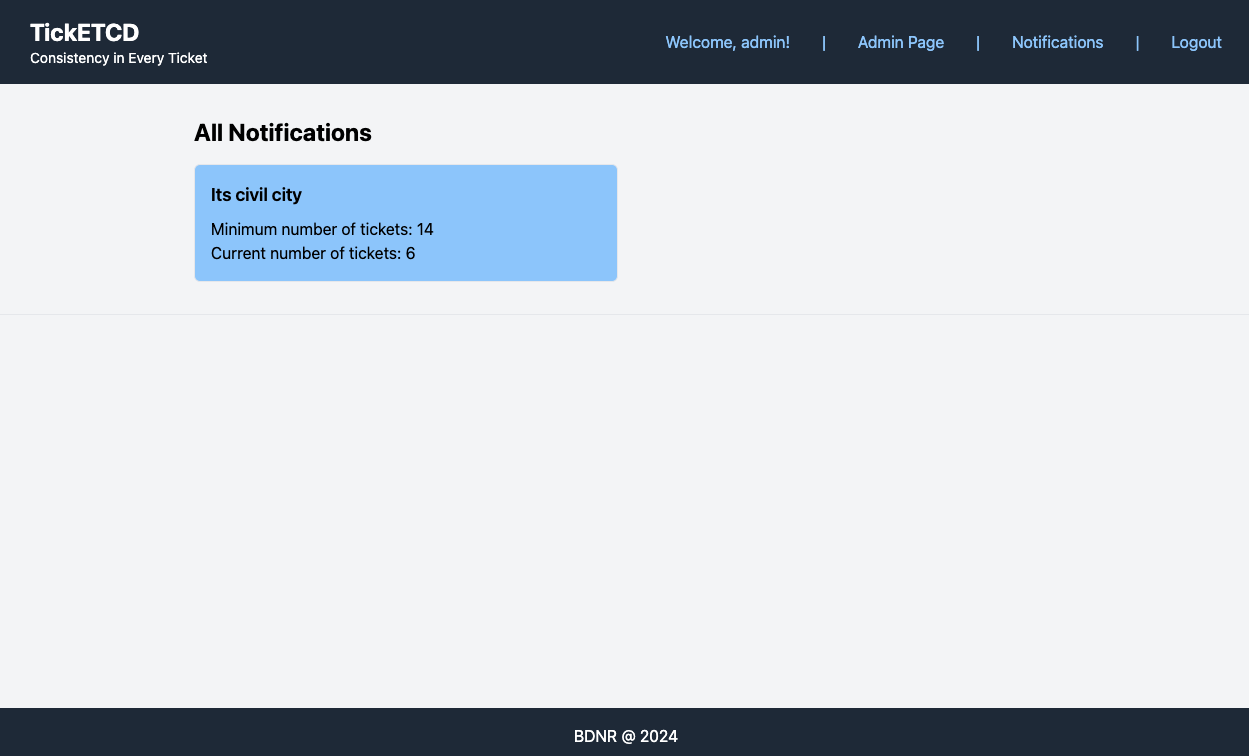 TickETCD
Consistency in Every Ticket
Welcome, admin! | Admin Page | Notifications | Logout
All Notifications
Its civil city
Minimum number of tickets: 14
Current number of tickets: 6
BDNR @ 2024